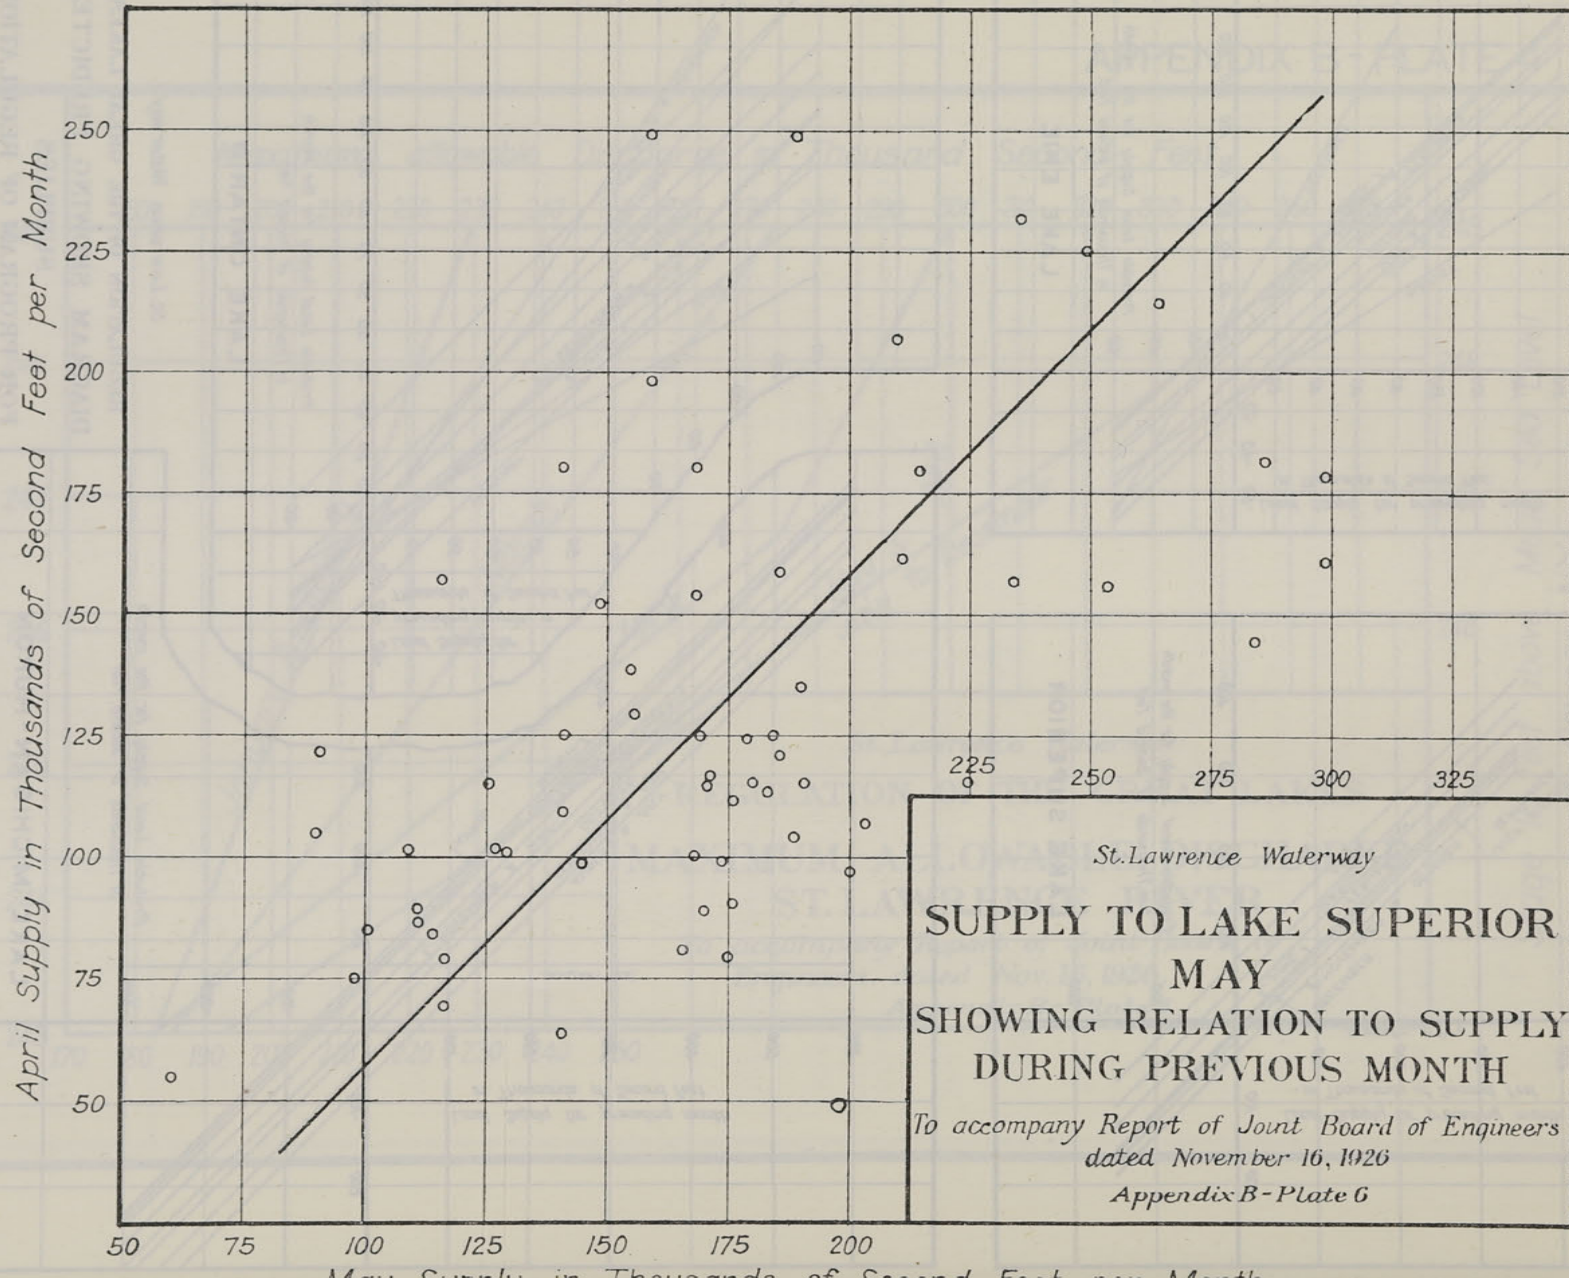 April Supply in Thousands of Second Feet per Month
250
225
200
175
150
125
100
75
50
225 250 275 300 325
50 75 100 125 150 175 200
May Supply in Thousands of Second Feet per Month
St. Lawrence Waterway
SUPPLY TO LAKE SUPERIOR
MAY
SHOWING RELATION TO SUPPLY
DURING PREVIOUS MONTH
To accompany Report of Joint Board of Engineers
dated November 16, 1926
Appendix B - Plate 6